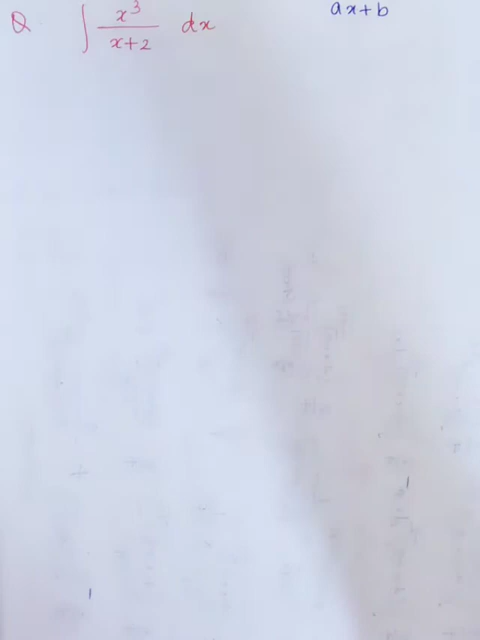 Q ∫ x³/(x+2) dx ax+b